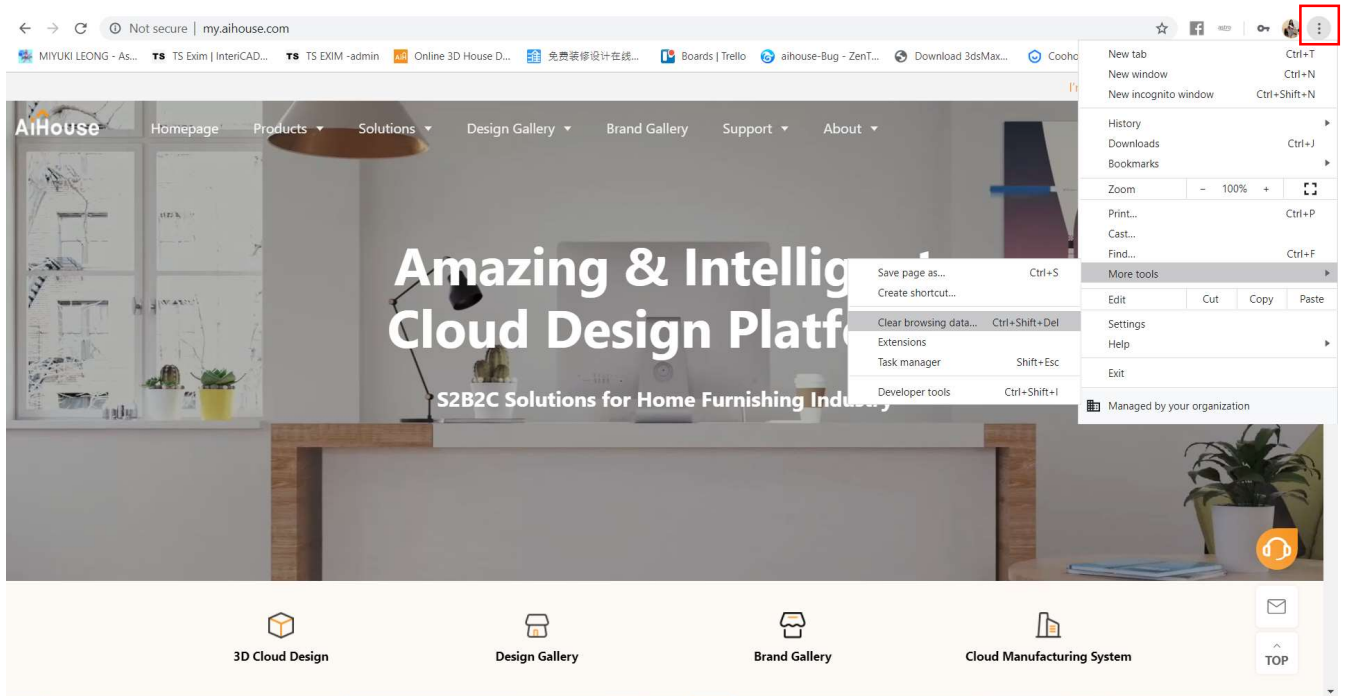 Not secure | my.aihouse.com
MIYUKI LEONG - As...
TS TS Exim | InteriCAD...
TS TS EXIM -admin
Online 3D House D...
免费装修设计在线...
Boards | Trello
aihouse-Bug - ZenT...
Download 3dsMax...
Cooho
I'r
AiHouse
Homepage
Products
Solutions
Design Gallery
Brand Gallery
Support
About
Amazing & Intellig
Cloud Design Platf
S2B2C Solutions for Home Furnishing Industry
New tab Ctrl+T
New window Ctrl+N
New incognito window Ctrl+Shift+N
History
Downloads Ctrl+J
Bookmarks
Zoom - 100% +
Print... Ctrl+P
Cast...
Find... Ctrl+F
More tools
Edit Cut Copy Paste
Settings
Help
Exit
Managed by your organization
Save page as... Ctrl+S
Create shortcut...
Clear browsing data... Ctrl+Shift+Del
Extensions
Task manager Shift+Esc
Developer tools Ctrl+Shift+I
3D Cloud Design
Design Gallery
Brand Gallery
Cloud Manufacturing System
TOP